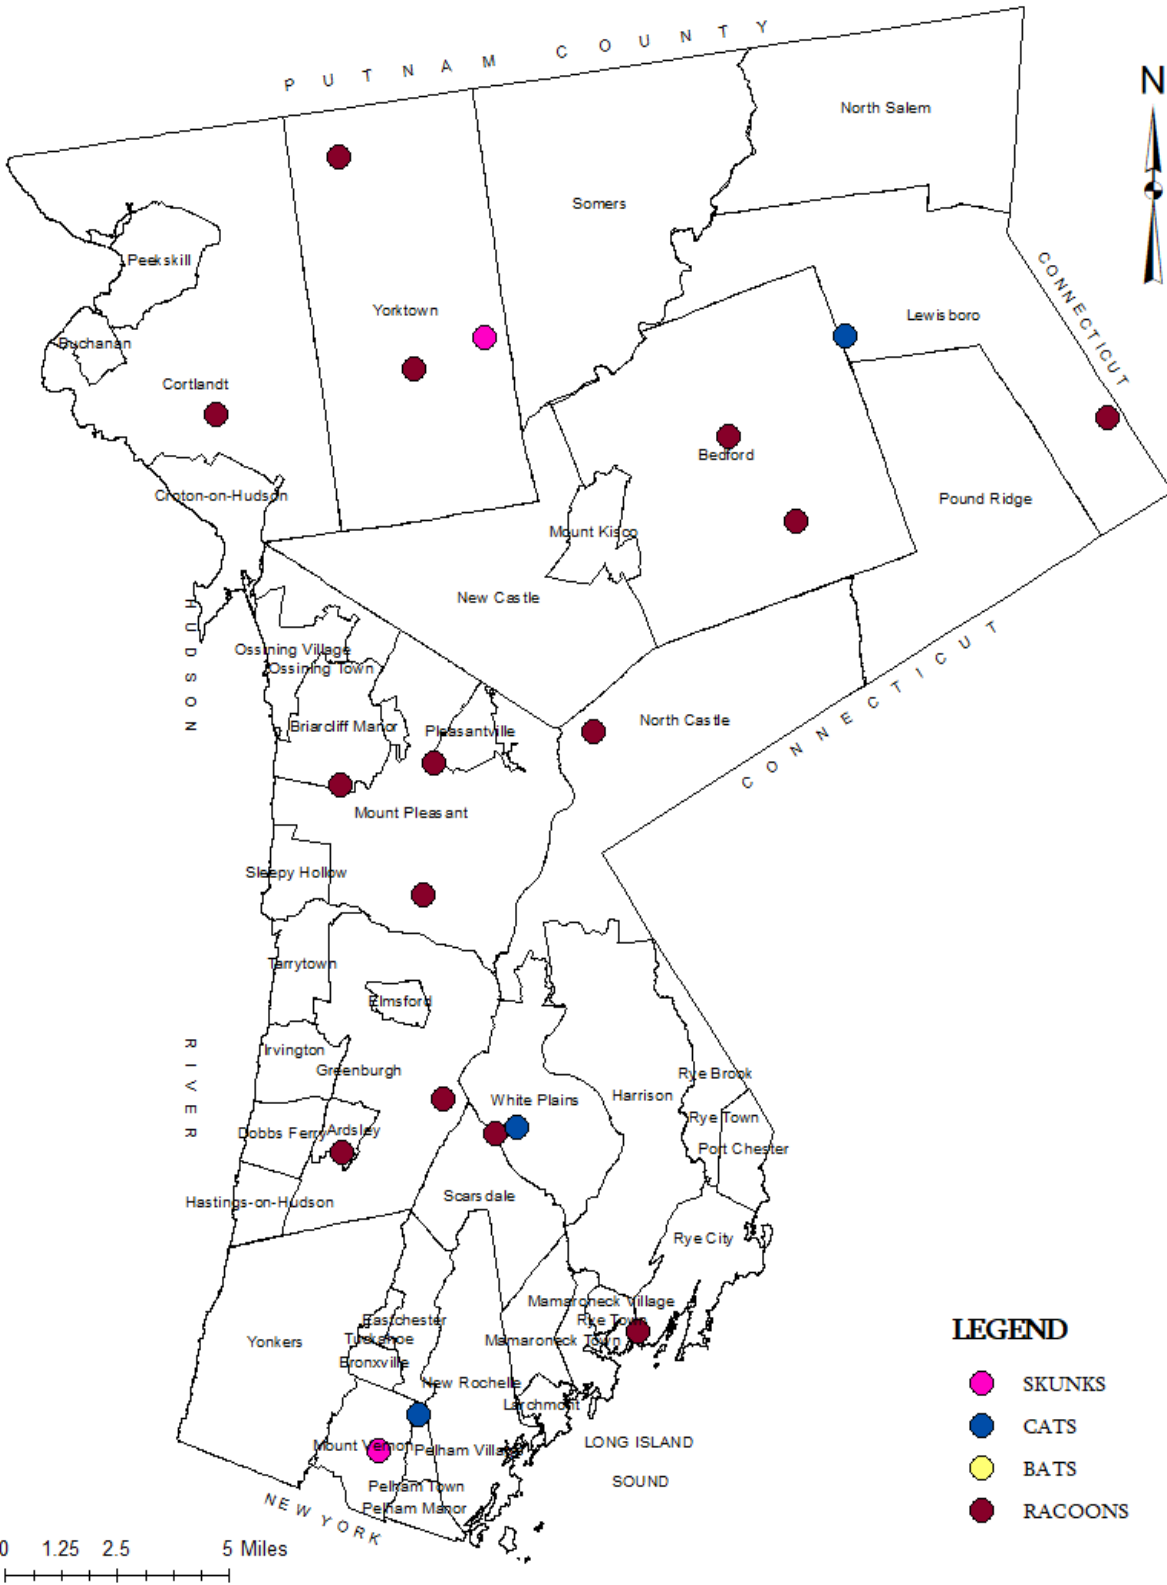 PUTNAM COUNTY
N
North Salem
Somers
Peekskill
CONNECTICUT
Yorktown
Lewisboro
Buchanan
Cortlandt
Bedford
Croton-on-Hudson
Pound Ridge
Mount Kisco
New Castle
HUDSON
Ossining Village
Ossining Town
CONNECTICUT
North Castle
Briarcliff Manor
Pleasantville
Mount Pleasant
Sleepy Hollow
Tarrytown
Elmsford
RIVER
Irvington
Greenburgh
Rye Brook
White Plains
Harrison
Rye Town
Dobbs Ferry
Ardsley
Port Chester
Scarsdale
Hastings-on-Hudson
Rye City
Mamaroneck Village
Eastchester
Rye Town
Tuckahoe
Mamaroneck Town
Yonkers
Bronxville
New Rochelle
Larchmont
Mount Vernon
Pelham Village
LONG ISLAND
SOUND
Pelham Town
Pelham Manor
NEW YORK
LEGEND
SKUNKS
CATS
BATS
RACOONS
0 1.25 2.5 5 Miles